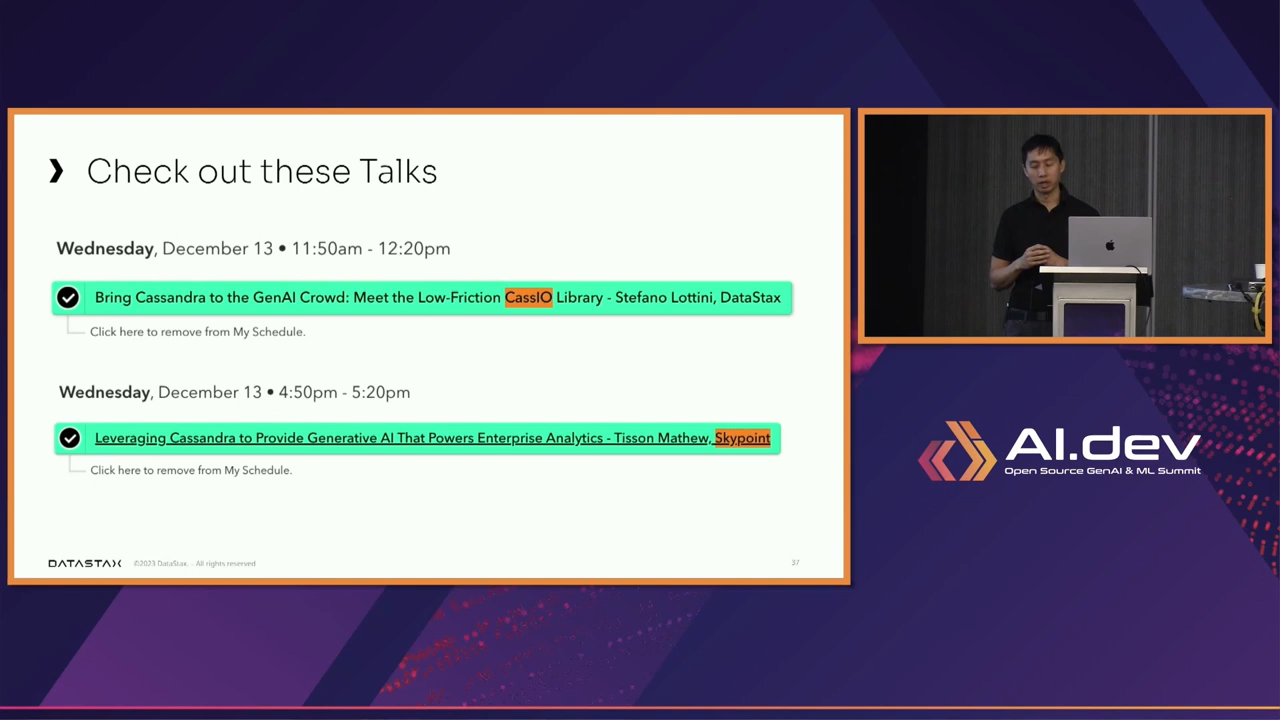 Check out these Talks
Wednesday, December 13 • 11:50am - 12:20pm
Bring Cassandra to the GenAI Crowd: Meet the Low-Friction CassIO Library - Stefano Lottini, DataStax
Click here to remove from My Schedule.
Wednesday, December 13 • 4:50pm - 5:20pm
Leveraging Cassandra to Provide Generative AI That Powers Enterprise Analytics - Tisson Mathew, Skypoint
Click here to remove from My Schedule.
DATASTAX ©2023 DataStax. - All rights reserved 37
AI.dev
Open Source GenAI & ML Summit